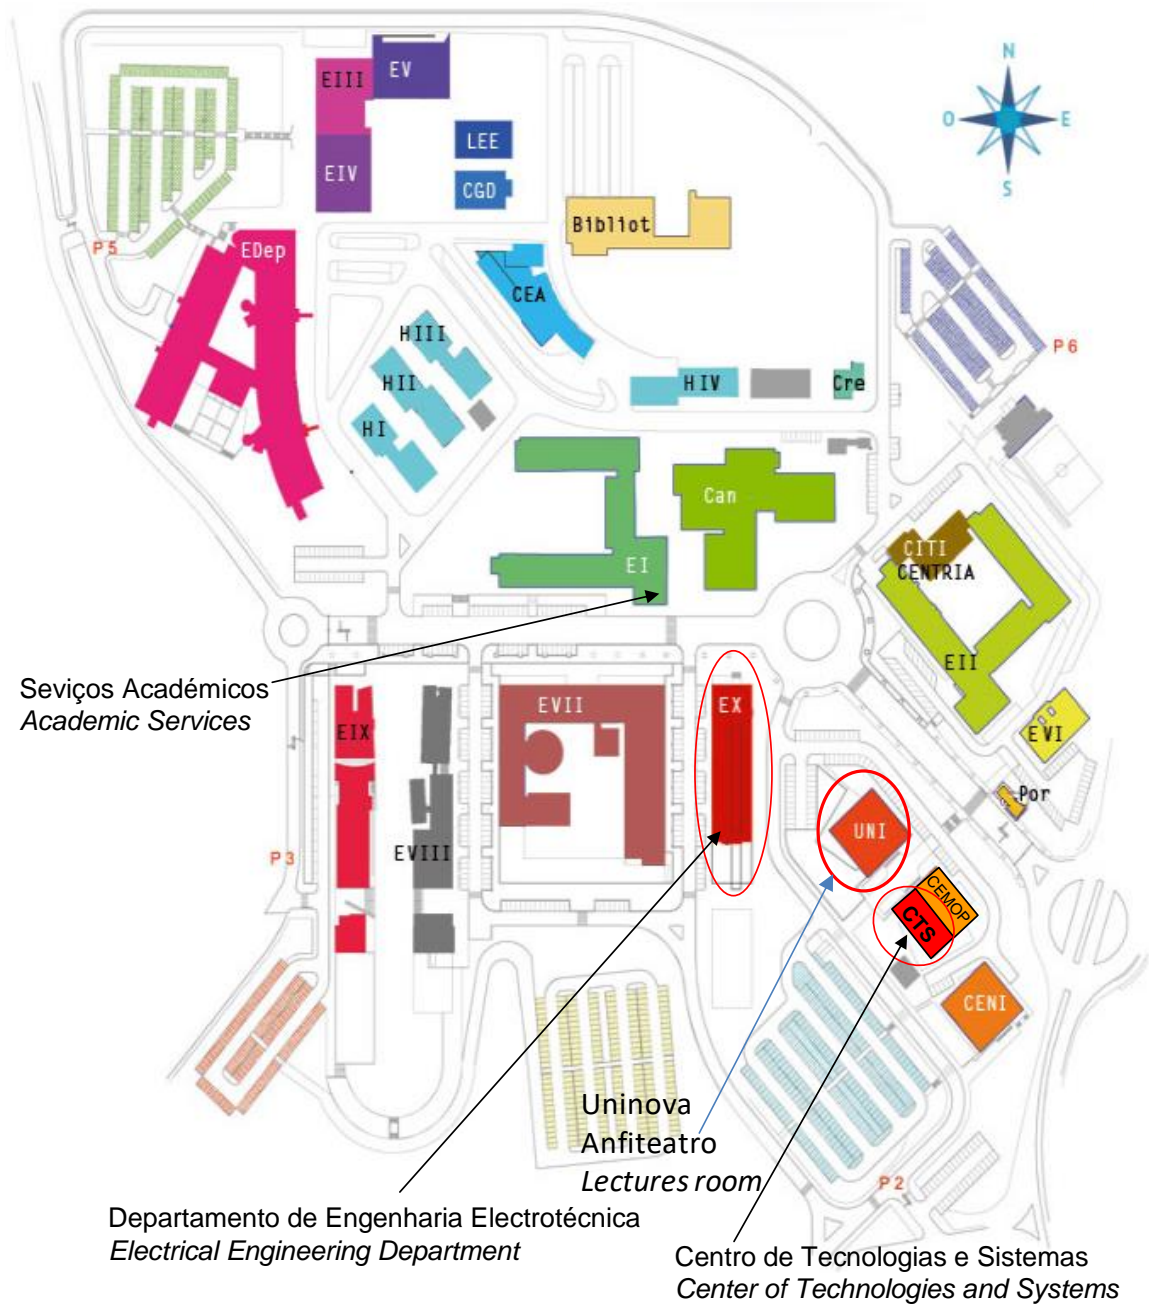 N
O
E
S
EIII
EV
EIV
LEE
CGD
Bibliot
P5
EDep
CEA
HIII
HII
HI
P6
HIV
Cre
Can
EI
CITI
CENTRIA
EII
Seviços Académicos
Academic Services
EVI
EIX
EVII
EX
Por
UNI
P3
EVIII
CEMOP
CTS
CENI
Uninova
Anfiteatro
Lectures room
P2
Departamento de Engenharia Electrotécnica
Electrical Engineering Department
Centro de Tecnologias e Sistemas
Center of Technologies and Systems